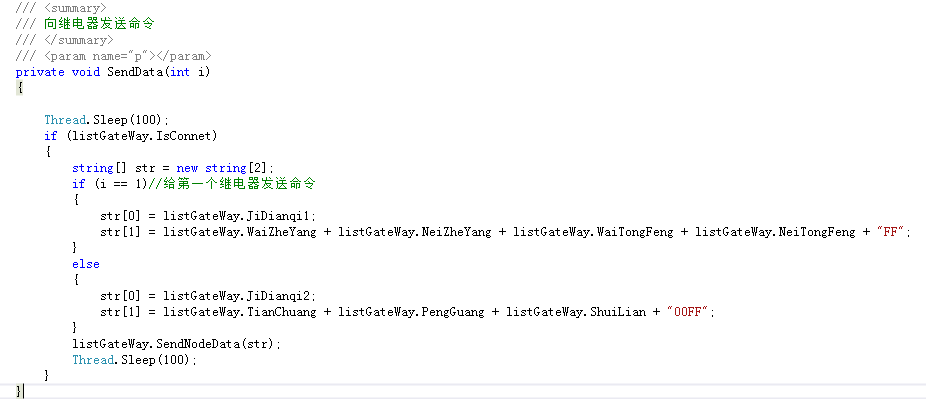 /// <summary>
/// 向继电器发送命令
/// </summary>
/// <param name="p"></param>
private void SendData(int i)
{
Thread.Sleep(100);
if (listGateWay.IsConnet)
{
string[] str = new string[2];
if (i == 1)//给第一个继电器发送命令
{
str[0] = listGateWay.JiDianqi1;
str[1] = listGateWay.WaiZheYang + listGateWay.NeiZheYang + listGateWay.WaiTongFeng + listGateWay.NeiTongFeng + "FF";
}
else
{
str[0] = listGateWay.JiDianqi2;
str[1] = listGateWay.TianChuang + listGateWay.PengGuang + listGateWay.ShuiLian + "00FF";
}
listGateWay.SendNodeData(str);
Thread.Sleep(100);
}
}